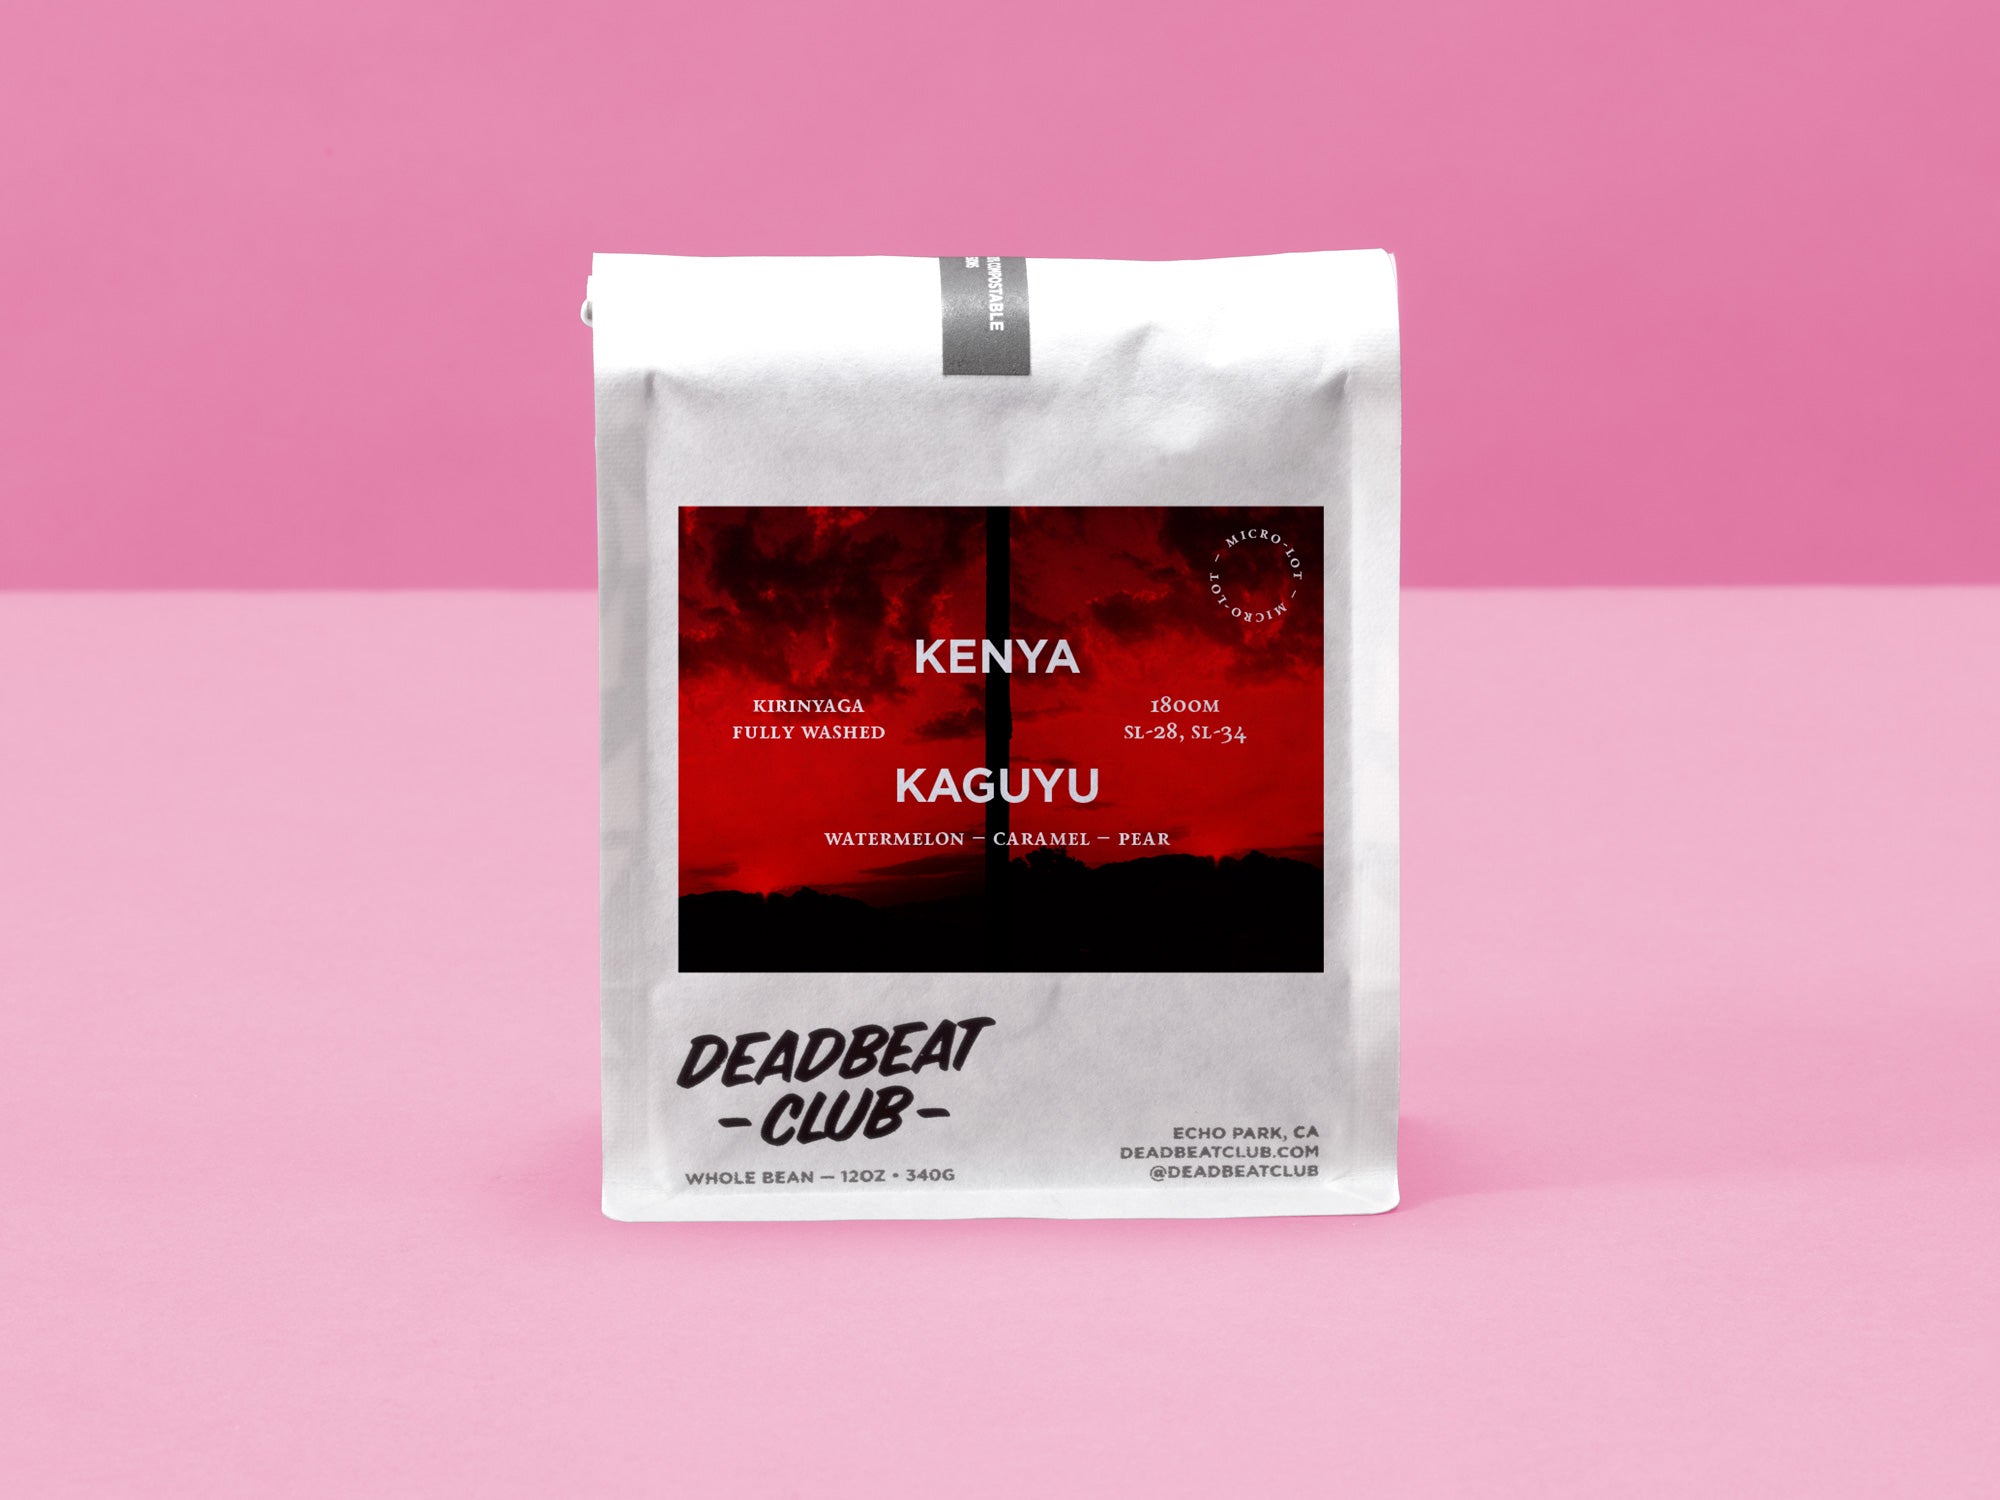 COMPOSTABLE
MICRO-LOT — MICRO-LOT —
KENYA
KIRINYAGA
FULLY WASHED
1800M
SL-28, SL-34
KAGUYU
WATERMELON — CARAMEL — PEAR
DEADBEAT
- CLUB -
WHOLE BEAN — 12OZ • 340G
ECHO PARK, CA
DEADBEATCLUB.COM
@DEADBEATCLUB